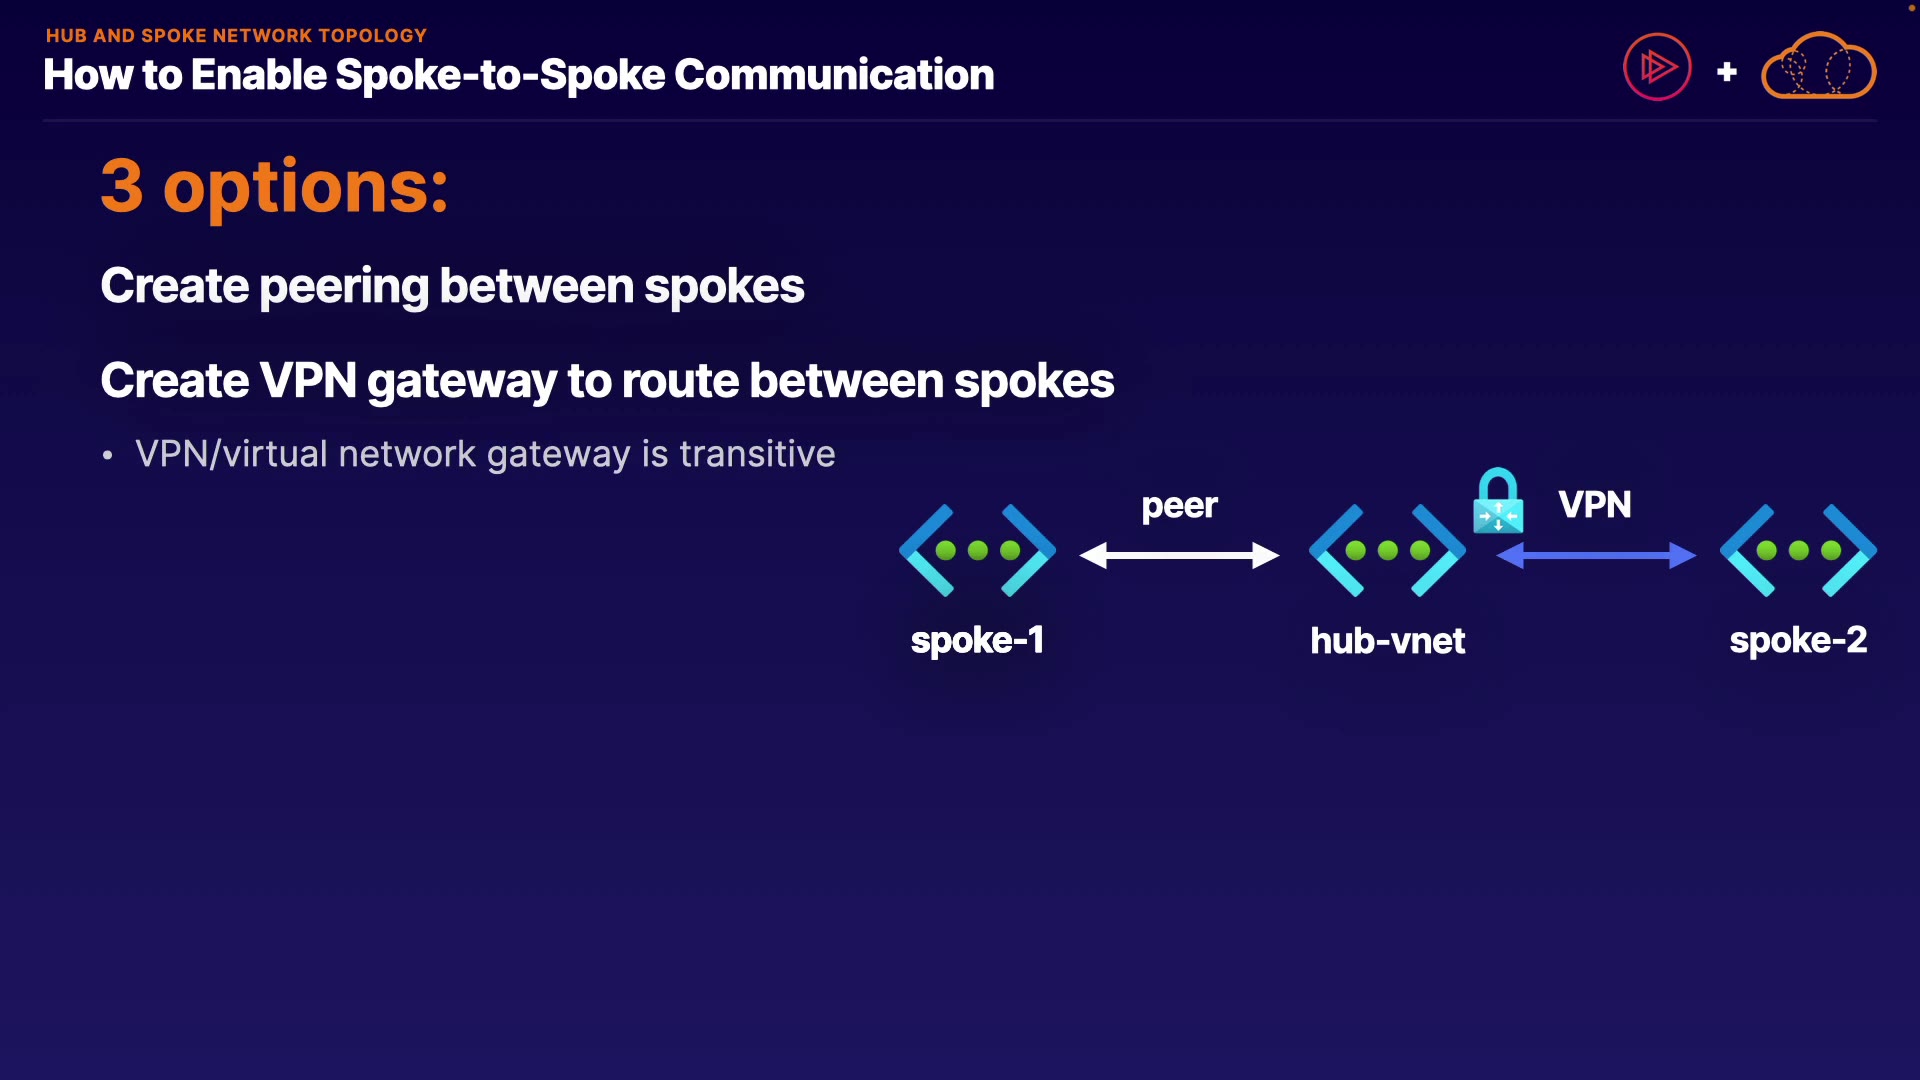 HUB AND SPOKE NETWORK TOPOLOGY
How to Enable Spoke-to-Spoke Communication
+
3 options:
Create peering between spokes
Create VPN gateway to route between spokes
• VPN/virtual network gateway is transitive
peer
VPN
spoke-1
hub-vnet
spoke-2